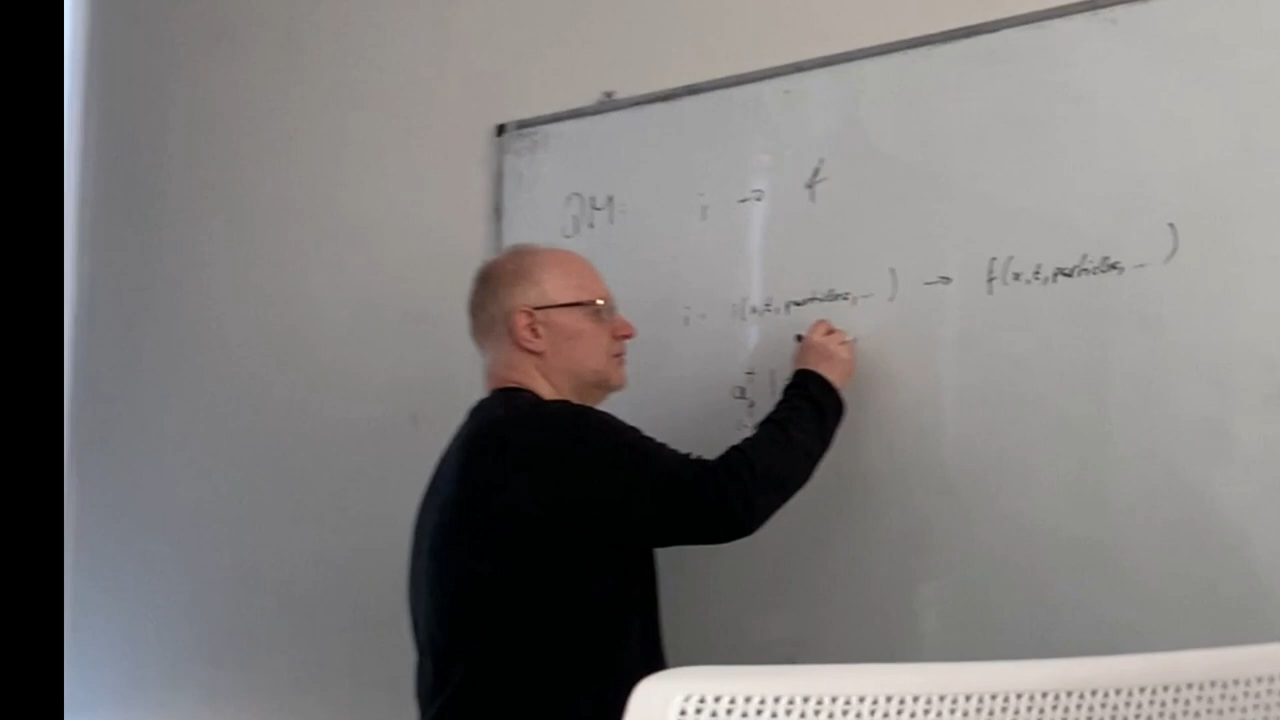 QM: i → f
i = i(x,t,particles,...) → f(x,t,particles,...)
a